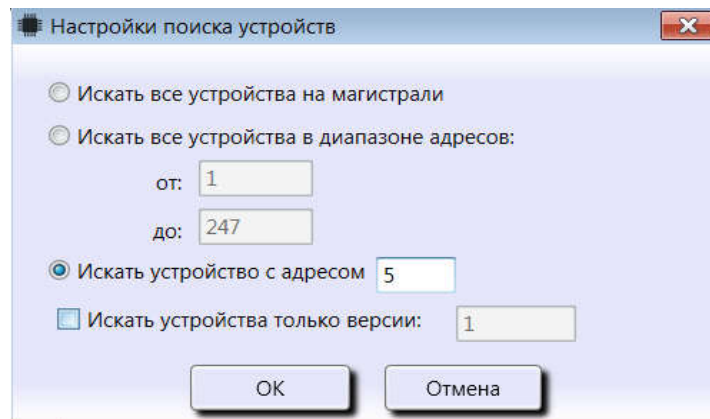 Настройки поиска устройств
Искать все устройства на магистрали
Искать все устройства в диапазоне адресов:
от: 1
до: 247
Искать устройство с адресом 5
Искать устройства только версии: 1
ОК Отмена